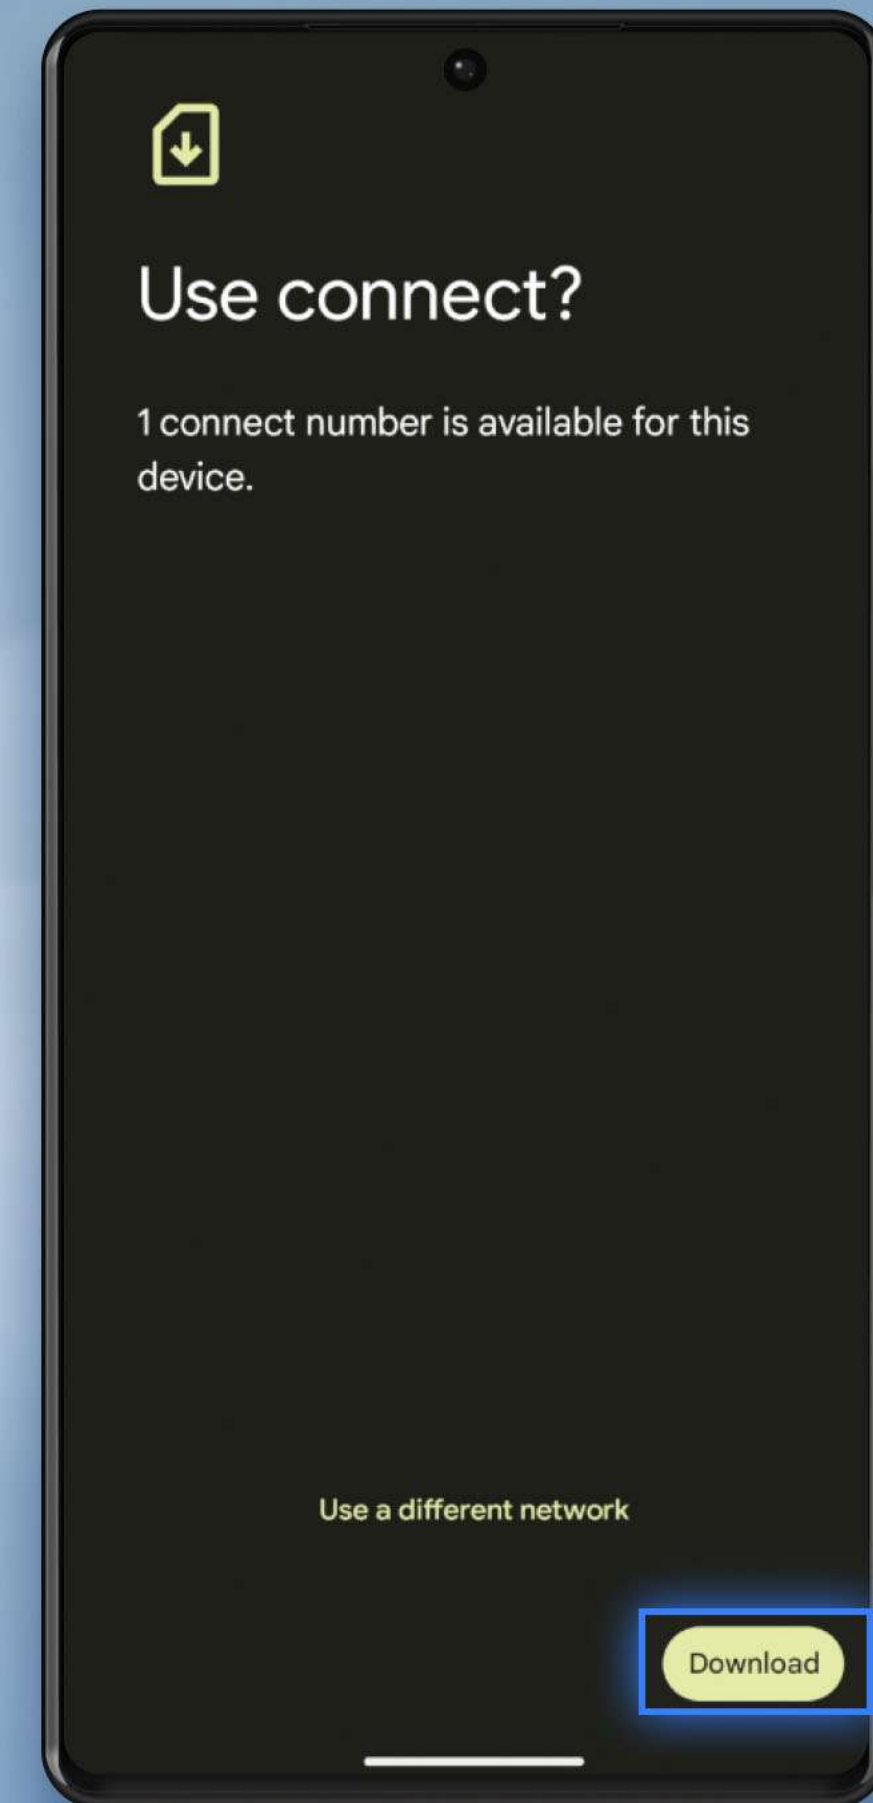 Use connect?
1 connect number is available for this
device.
Use a different network
Download